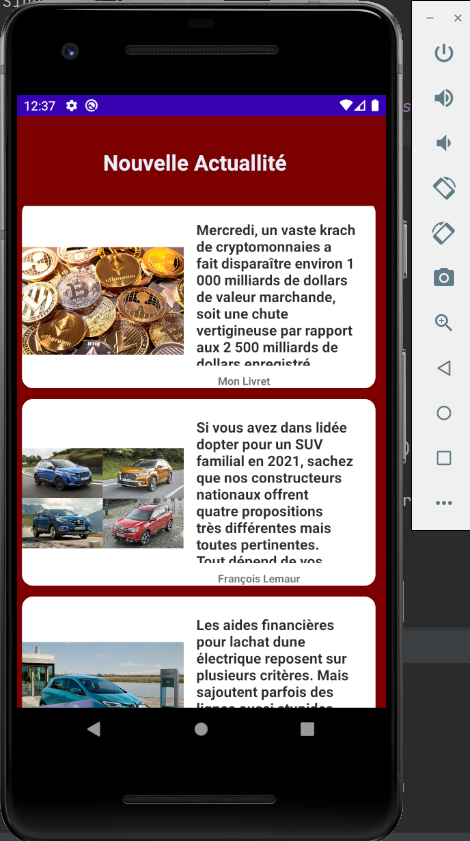 12:37
Nouvelle Actuallité
Mercredi, un vaste krach
de cryptomonnaies a
fait disparaître environ 1
000 milliards de dollars
de valeur marchande,
soit une chute
vertigineuse par rapport
aux 2 500 milliards de
dollars enregistré
Mon Livret
Si vous avez dans lidée
dopter pour un SUV
familial en 2021, sachez
que nos constructeurs
nationaux offrent
quatre propositions
très différentes mais
toutes pertinentes.
Tout dépend de vos
François Lemaur
Les aides financières
pour lachat dune
électrique reposent sur
plusieurs critères. Mais
sajoutent parfois des
lignes aussi stupides